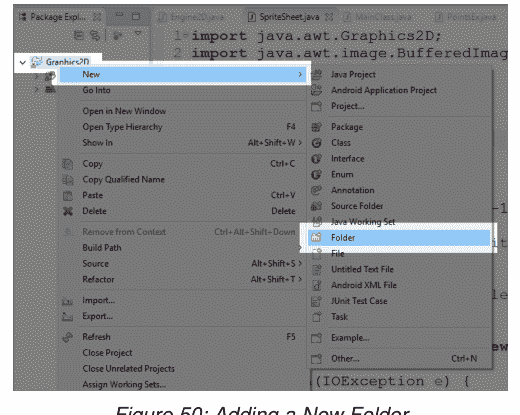 Package Expl...
Engine2D.java
SpriteSheet.java
MainClass.java
PointsEx.java
1 import java.awt.Graphics2D;
2 import java.awt.image.BufferedImag
Graphics2D
New
Go Into
Open in New Window
Open Type Hierarchy F4
Show In Alt+Shift+W >
Copy Ctrl+C
Copy Qualified Name
Paste Ctrl+V
Delete Delete
Remove from Context Ctrl+Alt+Shift+Down
Build Path
Source Alt+Shift+S >
Refactor Alt+Shift+T >
Import...
Export...
Refresh F5
Close Project
Close Unrelated Projects
Assign Working Sets...
Java Project
Android Application Project
Project...
Package
Class
Interface
Enum
Annotation
Source Folder
Java Working Set
Folder
File
Untitled Text File
Android XML File
JUnit Test Case
Task
Example...
Other... Ctrl+N
(IOException e) {
Figure 50: Adding a New Folder